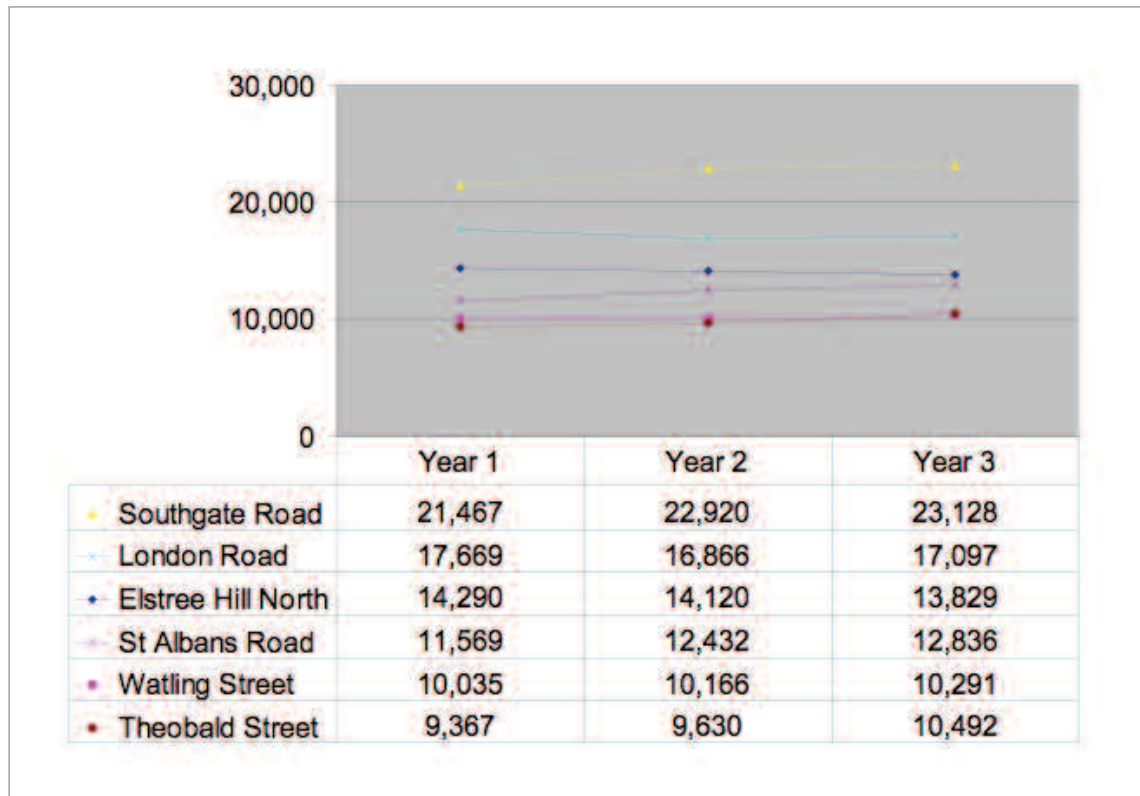 30,000
20,000
10,000
0
Year 1 Year 2 Year 3
Southgate Road 21,467 22,920 23,128
London Road 17,669 16,866 17,097
Elstree Hill North 14,290 14,120 13,829
St Albans Road 11,569 12,432 12,836
Watling Street 10,035 10,166 10,291
Theobald Street 9,367 9,630 10,492